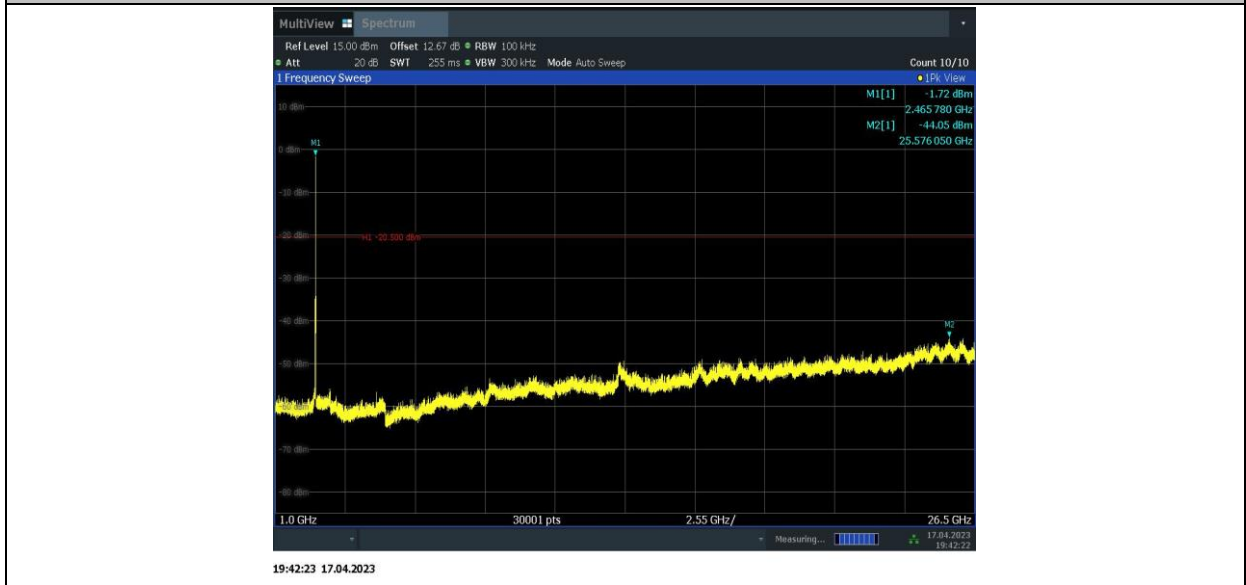 MultiView Spectrum
Ref Level 15.00 dBm Offset 12.67 dB RBW 100 kHz
Att 20 dB SWT 255 ms VBW 300 kHz Mode Auto Sweep Count 10/10
1 Frequency Sweep 1Pk View
M1[1] -1.72 dBm
2.465 780 GHz
M2[1] -44.05 dBm
25.576 050 GHz
10 dBm
0 dBm
M1
-10 dBm
-20 dBm
H1 -20.500 dBm
-30 dBm
-40 dBm
M2
-50 dBm
-60 dBm
-70 dBm
-80 dBm
1.0 GHz 30001 pts 2.55 GHz/ 26.5 GHz
Measuring... 17.04.2023
19:42:22
19:42:23 17.04.2023